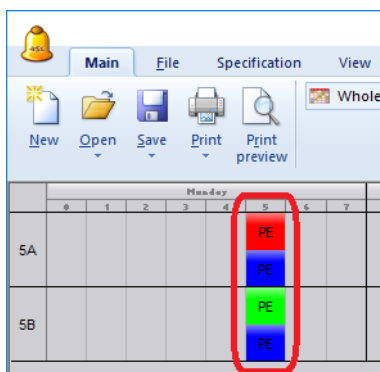 aSc
Main File Specification View
New Open Save Print Print preview Whole
Monday
0 1 2 3 4 5 6 7
5A PE
PE
5B PE
PE